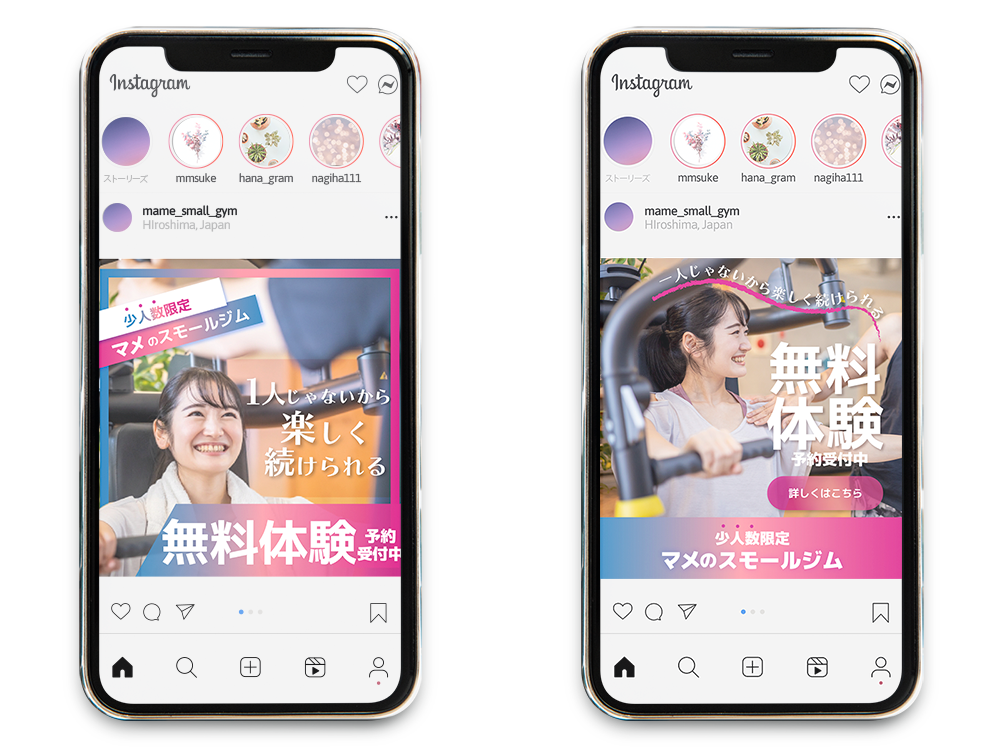 Instagram
ストーリーズ
mmsuke
hana_gram
nagiha111
mame_small_gym
HIroshima, Japan
少人数限定
マメのスモールジム
1人じゃないから
楽しく
続けられる
無料体験
予約
受付中
Instagram
ストーリーズ
mmsuke
hana_gram
nagiha111
mame_small_gym
HIroshima, Japan
一人じゃないから楽しく続けられる
無料
体験
予約受付中
詳しくはこちら
少人数限定
マメのスモールジム